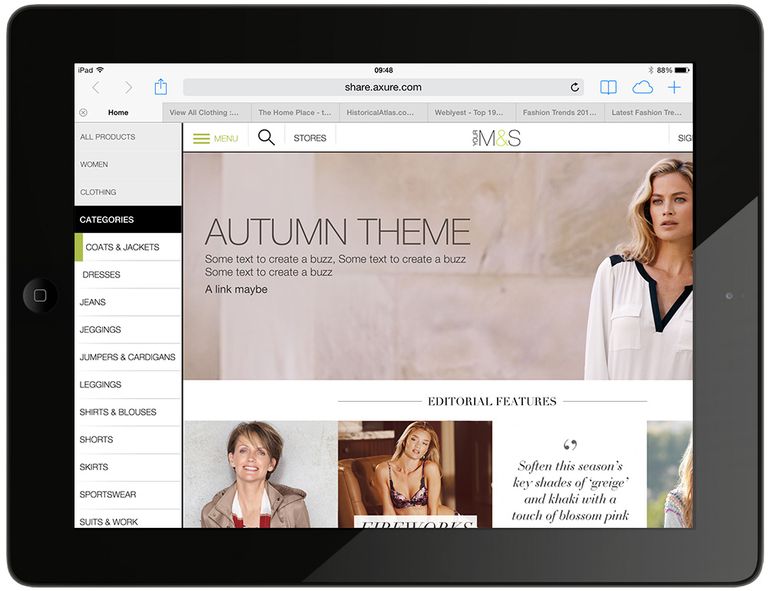 iPad
09:48
88%
share.axure.com
Home
View All Clothing :...
The Home Place - t...
HistoricalAtlas.co...
Weblyest - Top 19...
Fashion Trends 201...
Latest Fashion Tre...
ALL PRODUCTS
WOMEN
CLOTHING
CATEGORIES
COATS & JACKETS
DRESSES
JEANS
JEGGINGS
JUMPERS & CARDIGANS
LEGGINGS
SHIRTS & BLOUSES
SHORTS
SKIRTS
SPORTSWEAR
SUITS & WORK
MENU
STORES
YOUR M&S
SIG
AUTUMN THEME
Some text to create a buzz, Some text to create a buzz
Some text to create a buzz
A link maybe
EDITORIAL FEATURES
FIREWORKS
“
Soften this season’s
key shades of ‘greige’
and khaki with a
touch of blossom pink